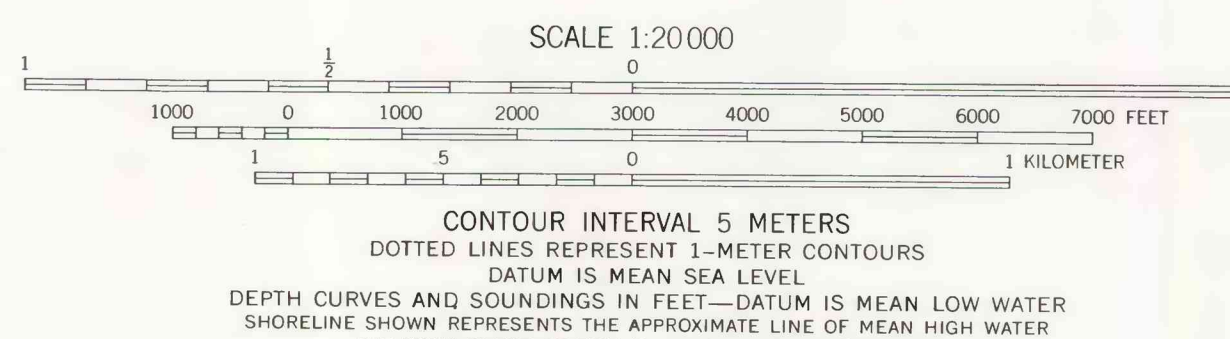 SCALE 1:20 000
1 1/2 0
1000 0 1000 2000 3000 4000 5000 6000 7000 FEET
1 .5 0 1 KILOMETER
CONTOUR INTERVAL 5 METERS
DOTTED LINES REPRESENT 1-METER CONTOURS
DATUM IS MEAN SEA LEVEL
DEPTH CURVES AND SOUNDINGS IN FEET—DATUM IS MEAN LOW WATER
SHORELINE SHOWN REPRESENTS THE APPROXIMATE LINE OF MEAN HIGH WATER